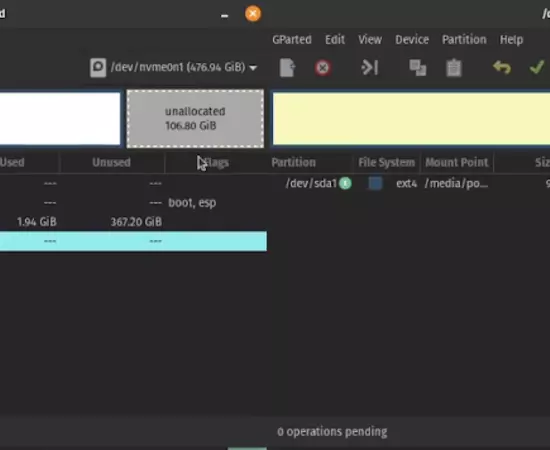 d
/d
GParted Edit View Device Partition Help
/dev/nvme0n1 (476.94 GiB)
unallocated
106.80 GiB
Used Unused Flags
Partition File System Mount Point Siz
--- ---
/dev/sda1 ext4 /media/po... 9
--- --- boot, esp
1.94 GiB 367.20 GiB
--- ---
0 operations pending